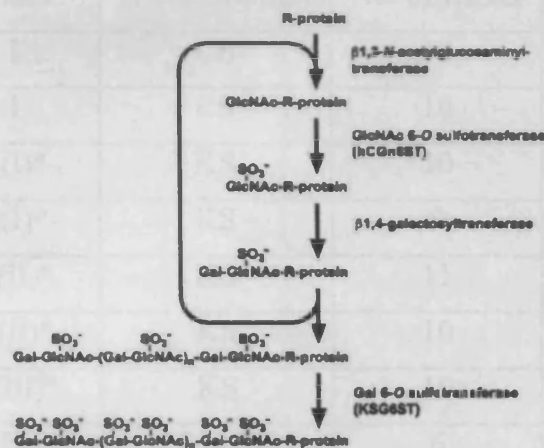 R-protein
β1,3-N-acetylglucosaminyl-
transferase
GlcNAc-R-protein
GlcNAc 6-O sulfotransferase
(hCGn6ST)
SO₃⁻
GlcNAc-R-protein
β1,4-galactosyltransferase
SO₃⁻
Gal-GlcNAc-R-protein
SO₃⁻ SO₃⁻ SO₃⁻
Gal-GlcNAc-(Gal-GlcNAc)ₙ-Gal-GlcNAc-R-protein
Gal 6-O sulfotransferase
(KSG6ST)
SO₃⁻ SO₃⁻ SO₃⁻ SO₃⁻ SO₃⁻ SO₃⁻
Gal-GlcNAc-(Gal-GlcNAc)ₙ-Gal-GlcNAc-R-protein